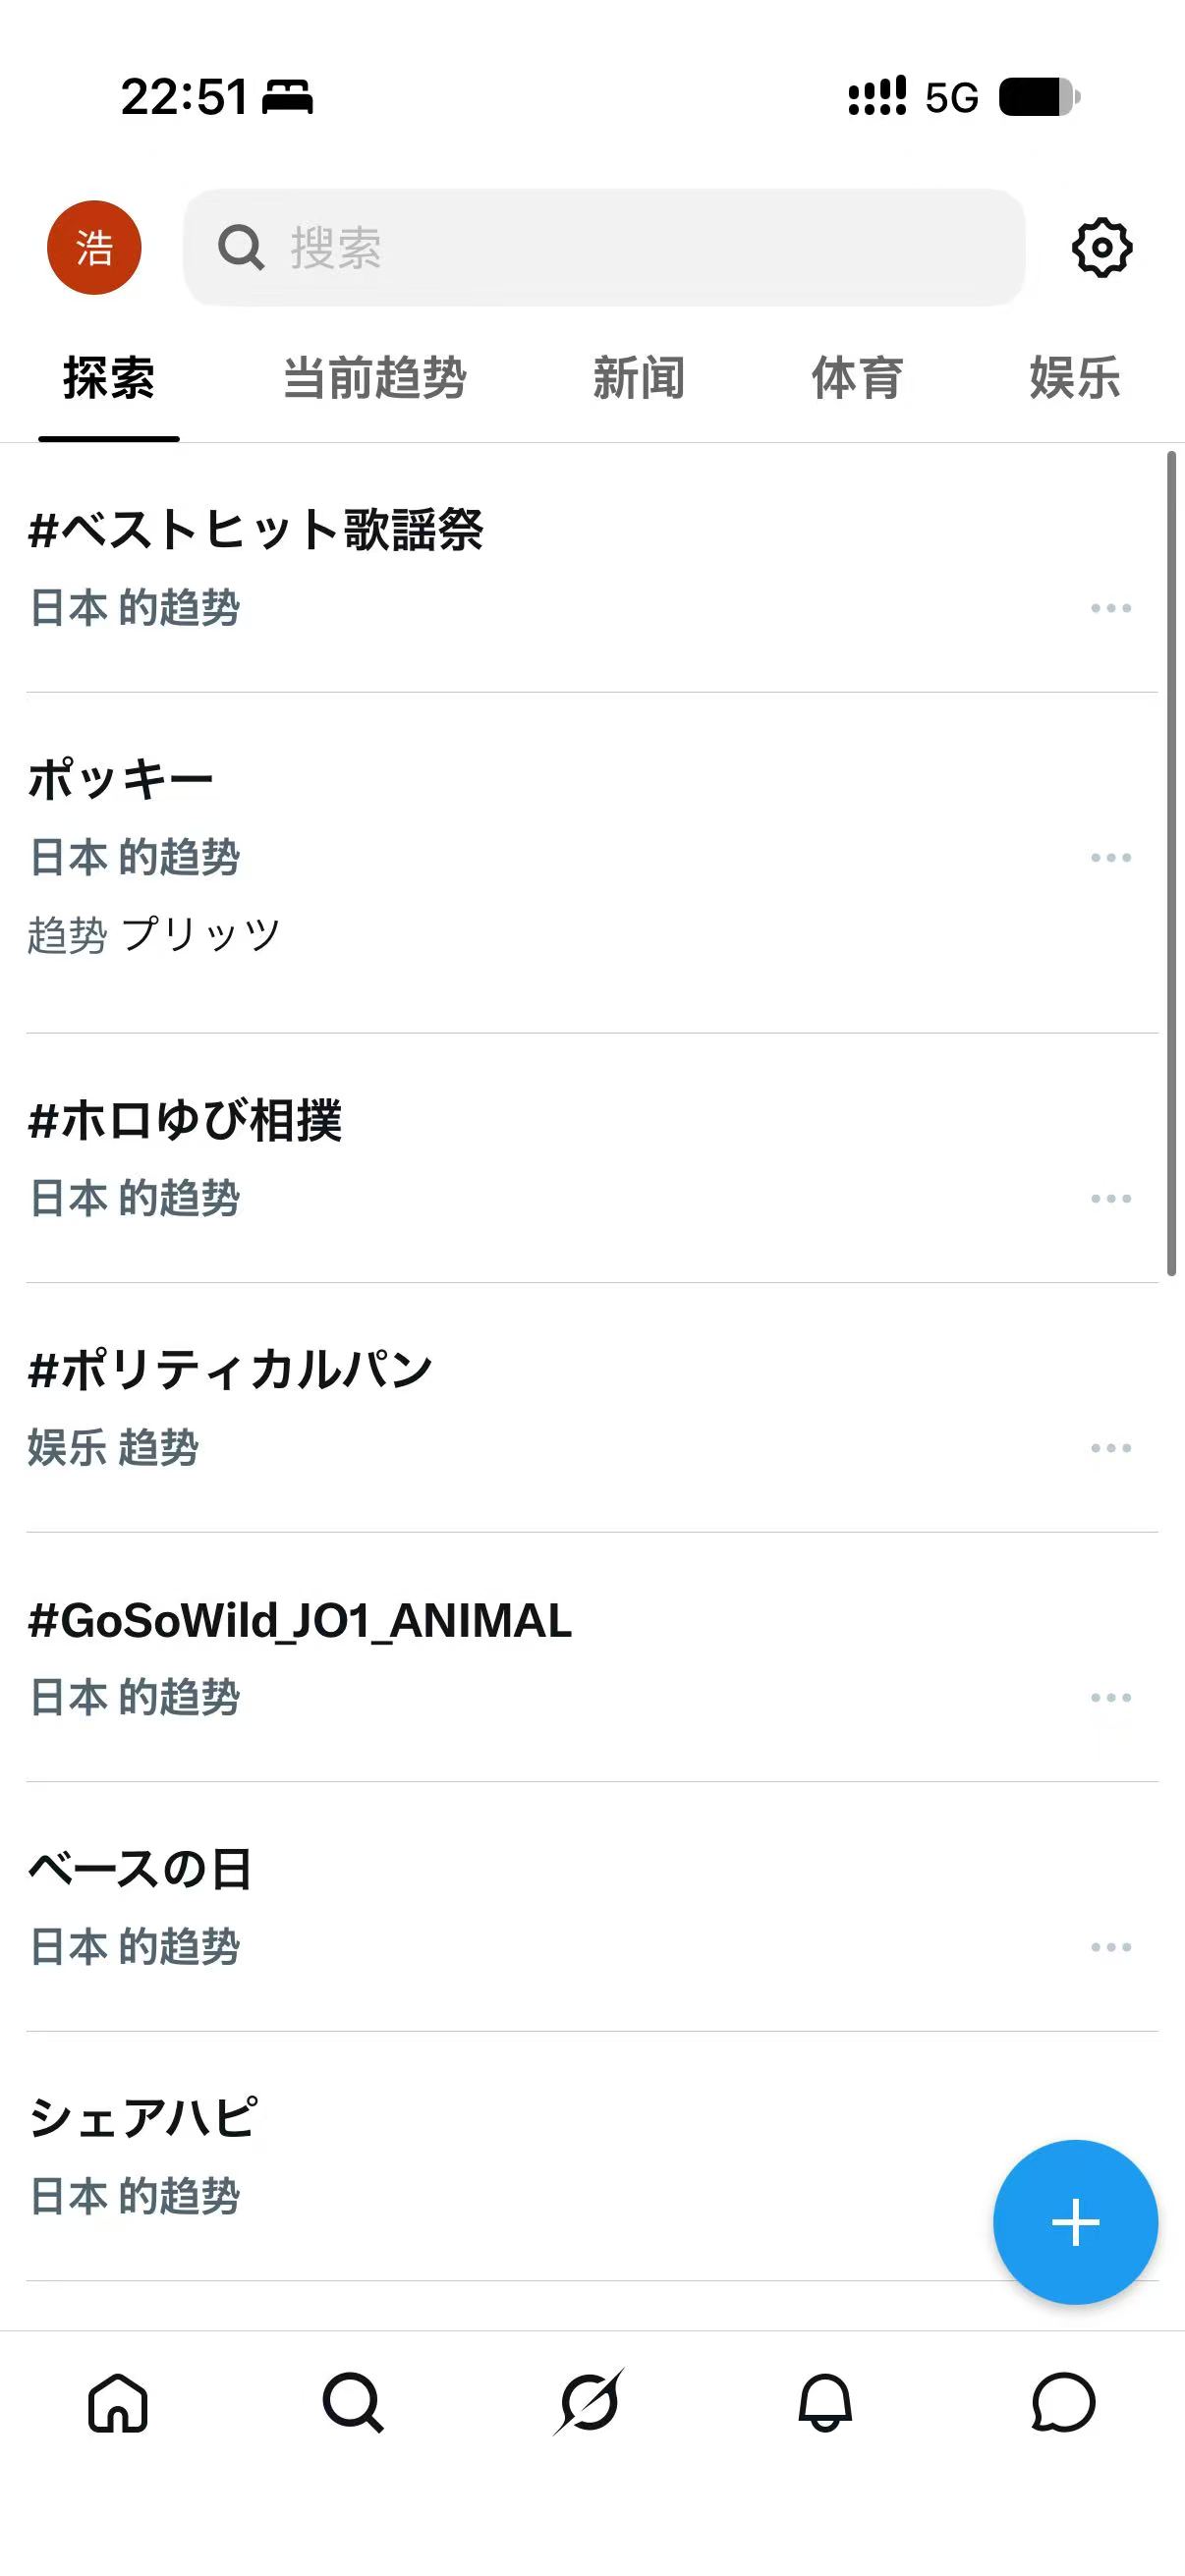 22:51
5G
浩
搜索
探索 当前趋势 新闻 体育 娱乐
#ベストヒット歌謡祭
日本 的趋势
ポッキー
日本 的趋势
趋势 プリッツ
#ホロゆび相撲
日本 的趋势
#ポリティカルパン
娱乐 趋势
#GoSoWild_JO1_ANIMAL
日本 的趋势
ベースの日
日本 的趋势
シェアハピ
日本 的趋势